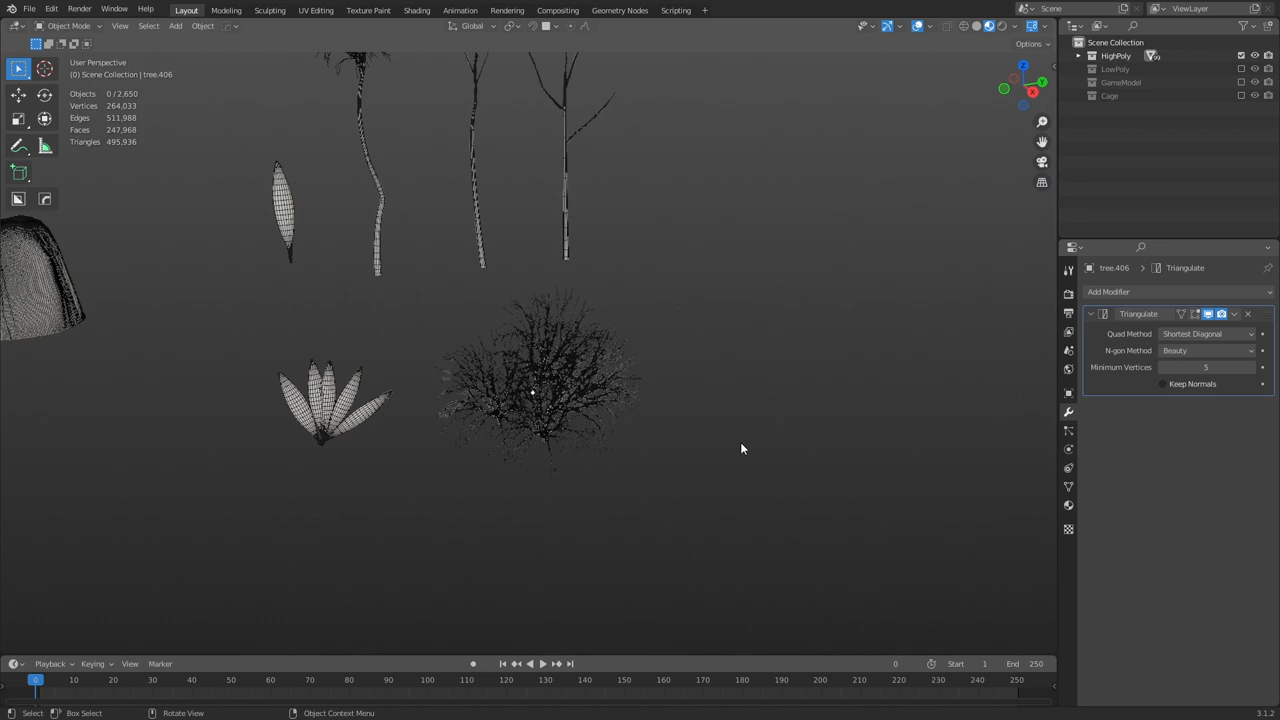 File Edit Render Window Help Layout Modeling Sculpting UV Editing Texture Paint Shading Animation Rendering Compositing Geometry Nodes Scripting + Scene ViewLayer
Object Mode View Select Add Object Global
Options
User Perspective
(0) Scene Collection | tree.406
Objects 0 / 2,650
Vertices 264,033
Edges 511,988
Faces 247,968
Triangles 495,936
Z
Y
X
Scene Collection
HighPoly
LowPoly
GameModel
Cage
tree.406 Triangulate
Add Modifier
Triangulate
Quad Method Shortest Diagonal
N-gon Method Beauty
Minimum Vertices 5
Keep Normals
Playback Keying View Marker 0 Start 1 End 250
0 10 20 30 40 50 60 70 80 90 100 110 120 130 140 150 160 170 180 190 200 210 220 230 240 250
Select Box Select Rotate View Object Context Menu 3.1.2